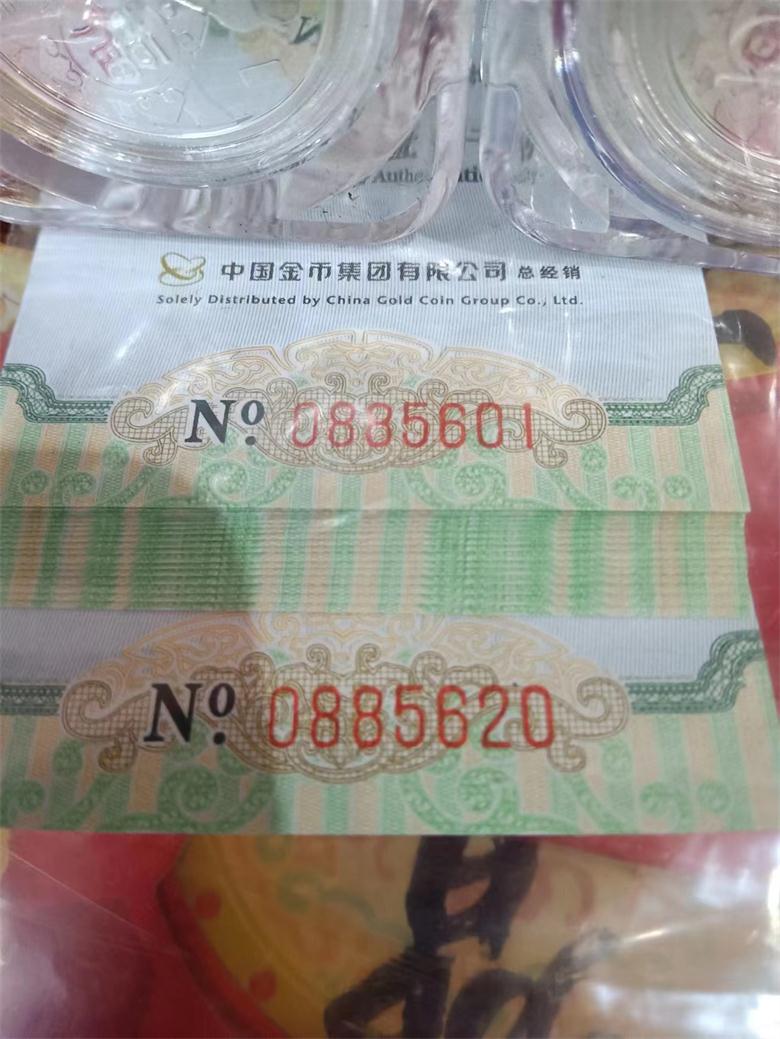 中国金币集团有限公司 总经销
Solely Distributed by China Gold Coin Group Co., Ltd.
Nº. 0885601
Nº. 0885620